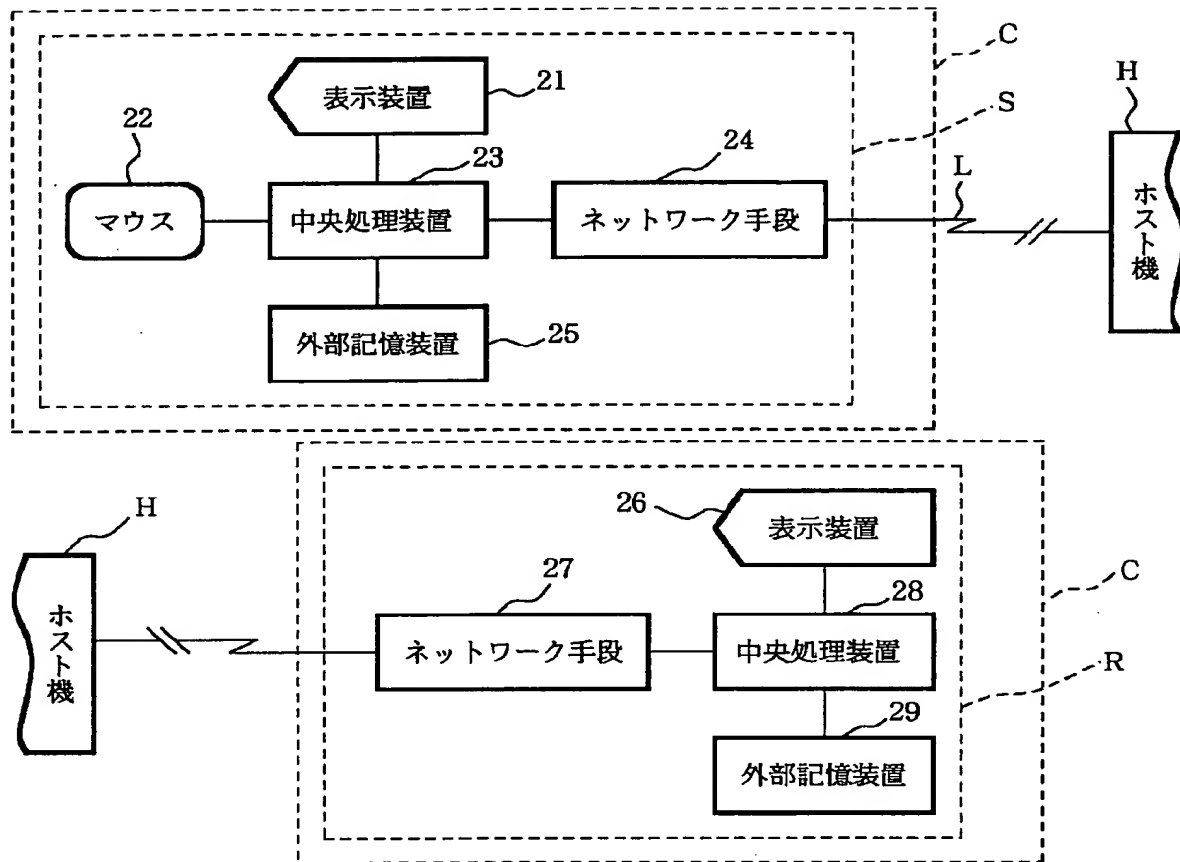 C
H
表示装置
21
S
22
23
24
L
マウス
中央処理装置
ネットワーク手段
ホスト機
外部記憶装置
25
H
26
表示装置
27
C
28
ホスト機
ネットワーク手段
中央処理装置
R
29
外部記憶装置